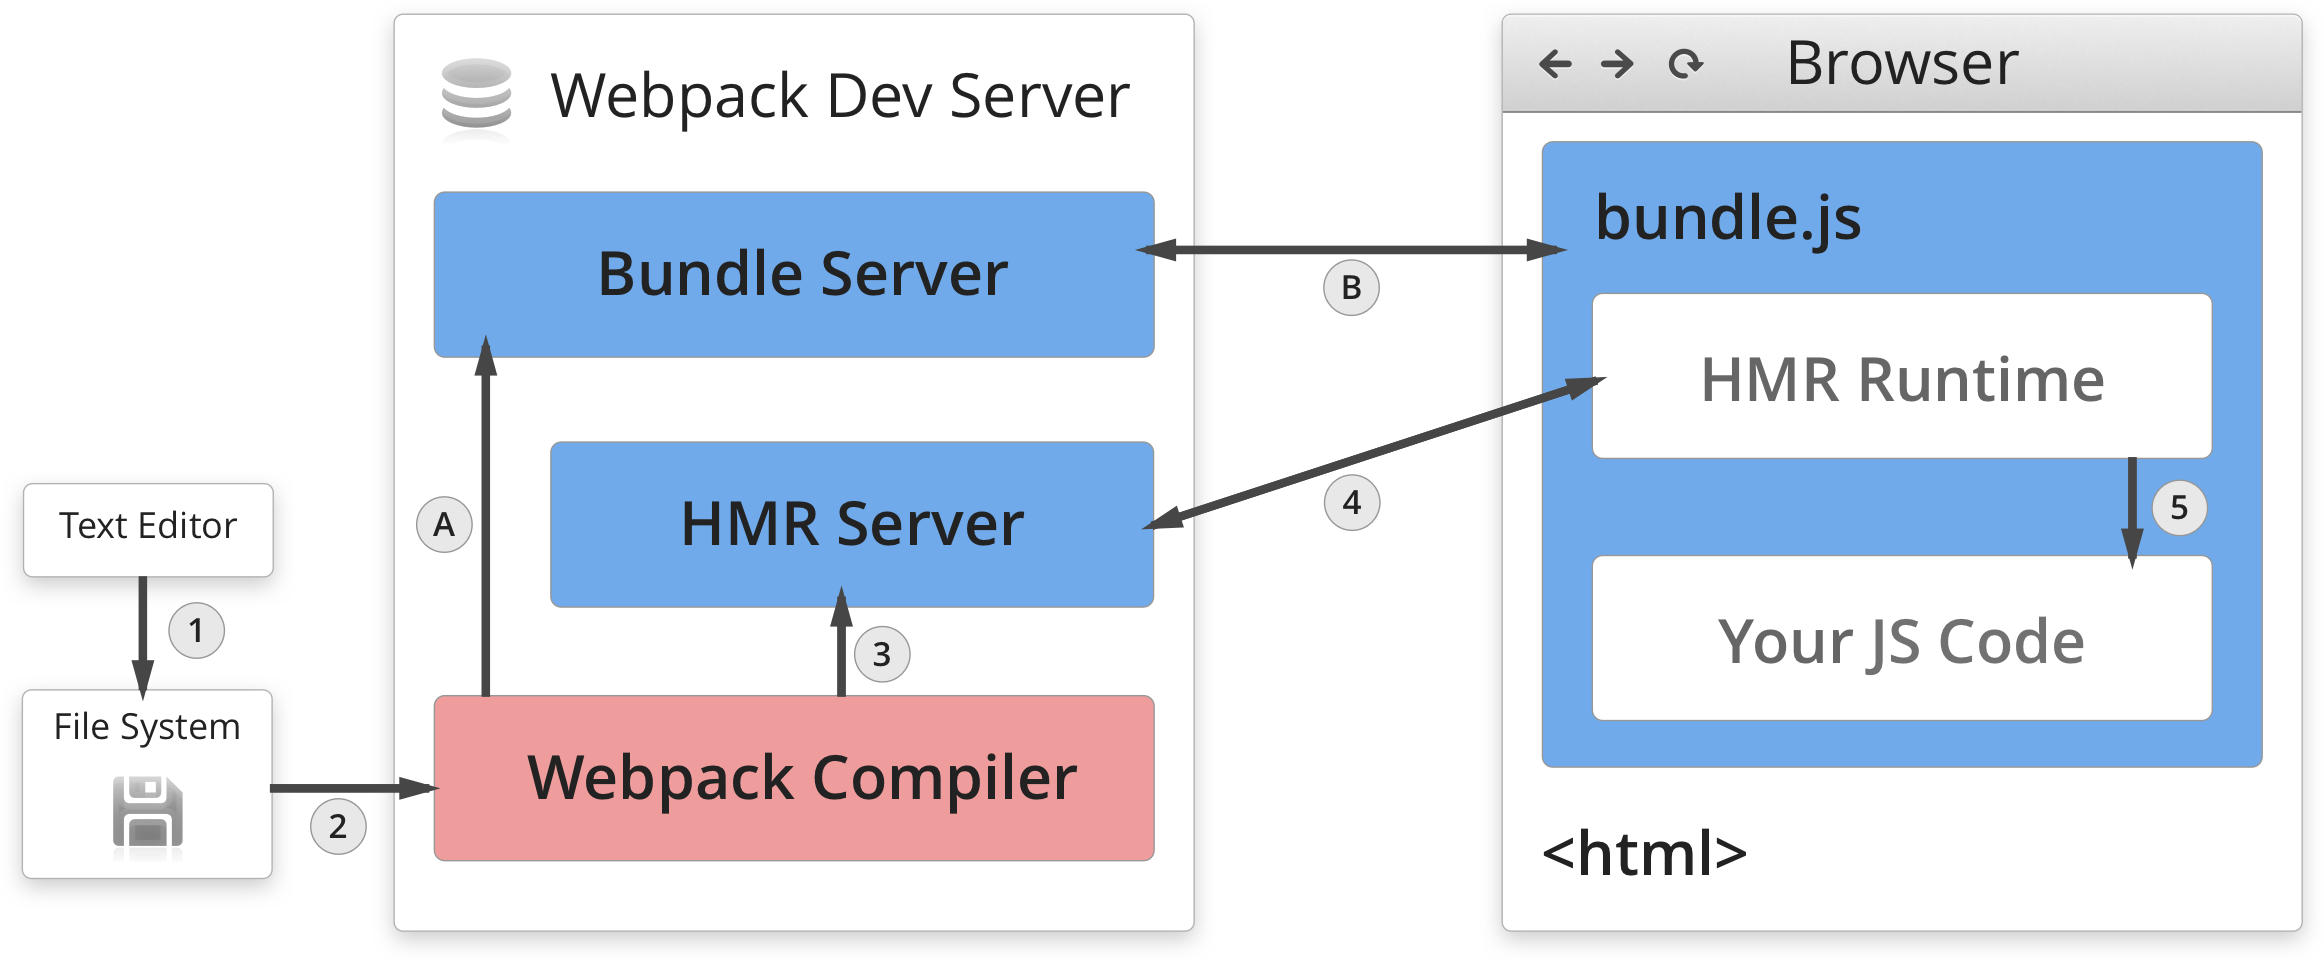 Webpack Dev Server
Bundle Server
A
HMR Server
3
Webpack Compiler
Text Editor
1
File System
2
B
4
Browser
bundle.js
HMR Runtime
5
Your JS Code
<html>